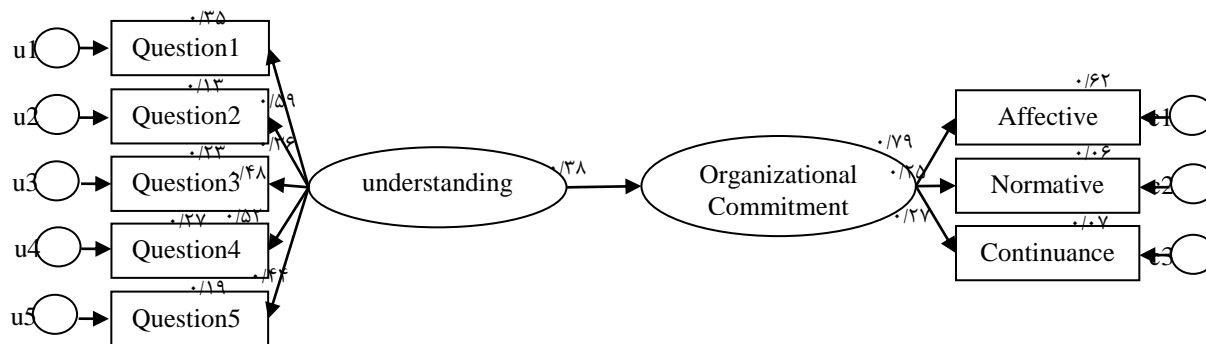 ۰/۳۵
u1
Question1
۰/۱۳
۰/۵۹
u2
Question2
۰/۳۶
۰/۲۳
u3
Question3
۰/۴۸
۰/۲۷
۰/۵۲
u4
Question4
۰/۴۴
۰/۱۹
u5
Question5
understanding
۰/۳۸
Organizational
Commitment
۰/۷۹
۰/۲۵
۰/۲۷
۰/۶۲
Affective
e1
۰/۰۶
Normative
e2
۰/۰۷
Continuance
e3